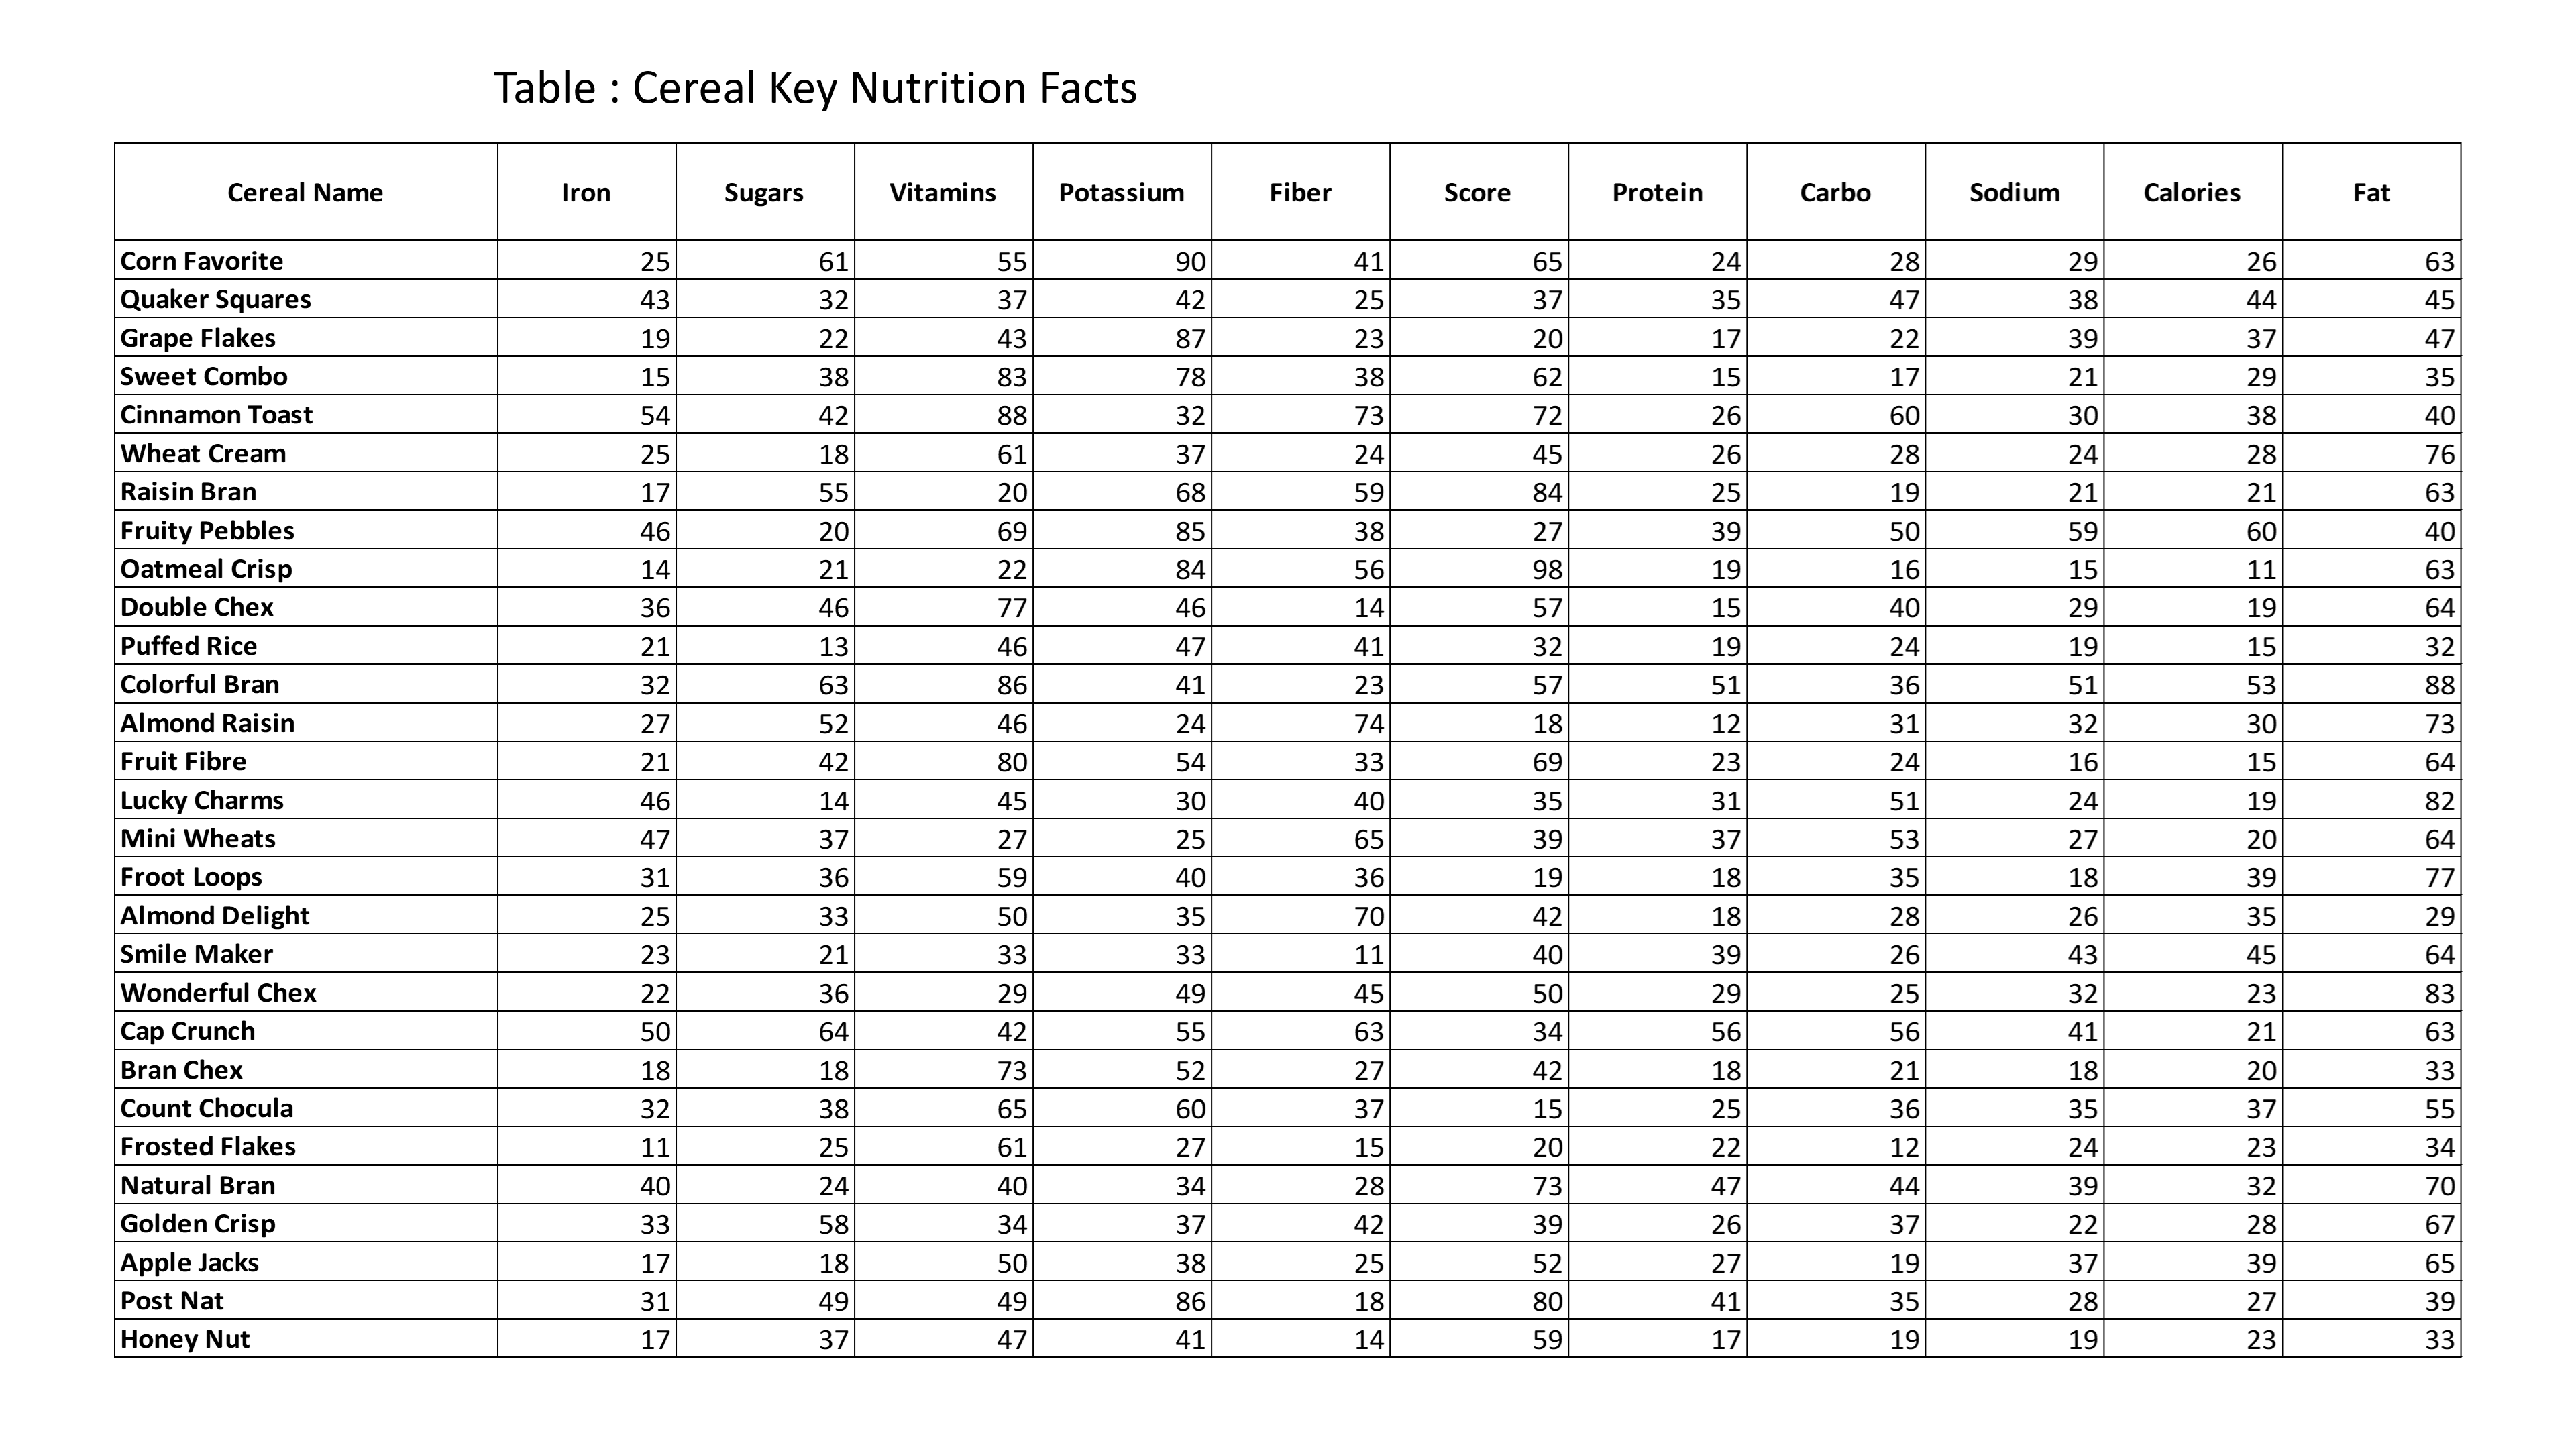 Table : Cereal Key Nutrition Facts
Cereal Name Iron Sugars Vitamins Potassium Fiber Score Protein Carbo Sodium Calories Fat
Corn Favorite 25 61 55 90 41 65 24 28 29 26 63
Quaker Squares 43 32 37 42 25 37 35 47 38 44 45
Grape Flakes 19 22 43 87 23 20 17 22 39 37 47
Sweet Combo 15 38 83 78 38 62 15 17 21 29 35
Cinnamon Toast 54 42 88 32 73 72 26 60 30 38 40
Wheat Cream 25 18 61 37 24 45 26 28 24 28 76
Raisin Bran 17 55 20 68 59 84 25 19 21 21 63
Fruity Pebbles 46 20 69 85 38 27 39 50 59 60 40
Oatmeal Crisp 14 21 22 84 56 98 19 16 15 11 63
Double Chex 36 46 77 46 14 57 15 40 29 19 64
Puffed Rice 21 13 46 47 41 32 19 24 19 15 32
Colorful Bran 32 63 86 41 23 57 51 36 51 53 88
Almond Raisin 27 52 46 24 74 18 12 31 32 30 73
Fruit Fibre 21 42 80 54 33 69 23 24 16 15 64
Lucky Charms 46 14 45 30 40 35 31 51 24 19 82
Mini Wheats 47 37 27 25 65 39 37 53 27 20 64
Froot Loops 31 36 59 40 36 19 18 35 18 39 77
Almond Delight 25 33 50 35 70 42 18 28 26 35 29
Smile Maker 23 21 33 33 11 40 39 26 43 45 64
Wonderful Chex 22 36 29 49 45 50 29 25 32 23 83
Cap Crunch 50 64 42 55 63 34 56 56 41 21 63
Bran Chex 18 18 73 52 27 42 18 21 18 20 33
Count Chocula 32 38 65 60 37 15 25 36 35 37 55
Frosted Flakes 11 25 61 27 15 20 22 12 24 23 34
Natural Bran 40 24 40 34 28 73 47 44 39 32 70
Golden Crisp 33 58 34 37 42 39 26 37 22 28 67
Apple Jacks 17 18 50 38 25 52 27 19 37 39 65
Post Nat 31 49 49 86 18 80 41 35 28 27 39
Honey Nut 17 37 47 41 14 59 17 19 19 23 33